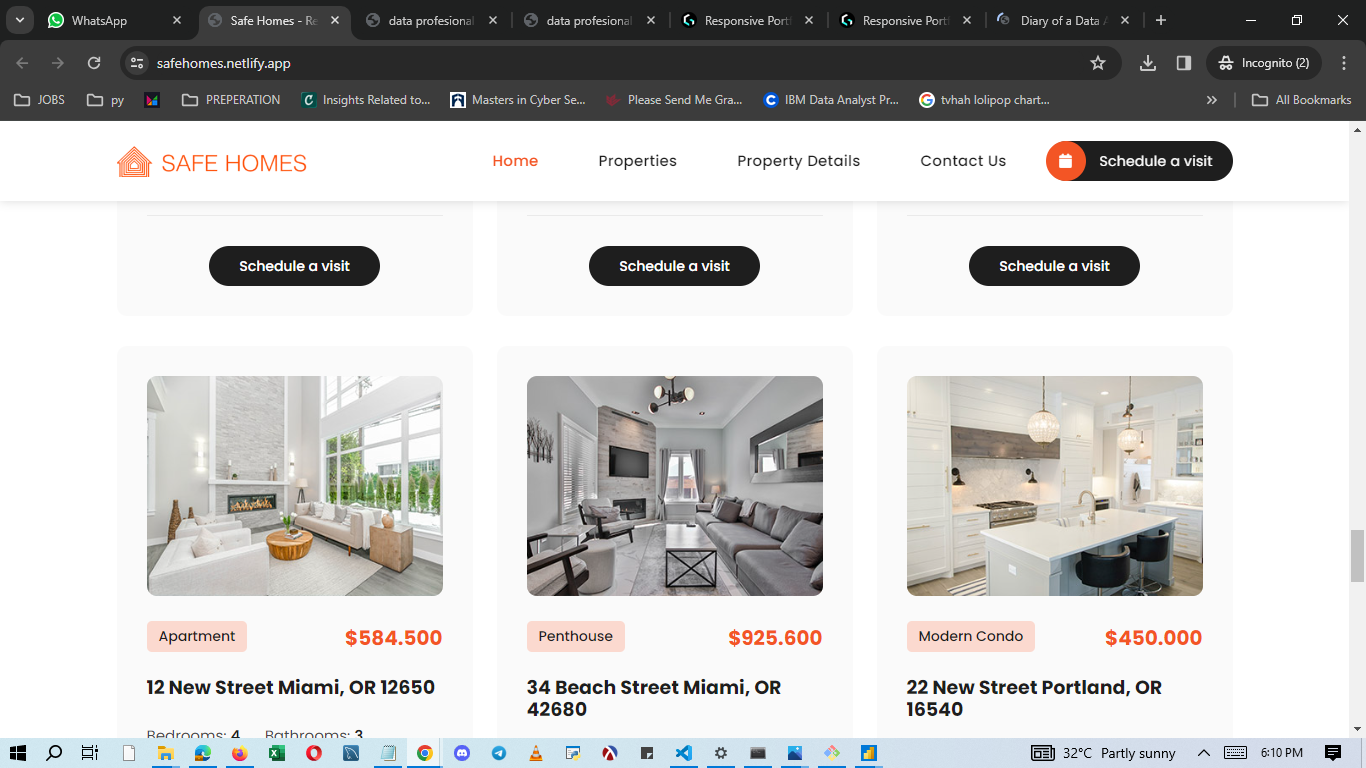 WhatsApp
Safe Homes - Re
data profesional
data profesional
Responsive Port
Responsive Port
Diary of a Data A
safehomes.netlify.app
Incognito (2)
JOBS
py
PREPERATION
Insights Related to...
Masters in Cyber Se...
Please Send Me Gra...
IBM Data Analyst Pr...
tvhah lolipop chart...
All Bookmarks
SAFE HOMES
Home
Properties
Property Details
Contact Us
Schedule a visit
Schedule a visit
Schedule a visit
Schedule a visit
Apartment
$584.500
12 New Street Miami, OR 12650
Bedrooms: 4
Bathrooms: 3
Penthouse
$925.600
34 Beach Street Miami, OR
42680
Modern Condo
$450.000
22 New Street Portland, OR
16540
32°C Partly sunny
6:10 PM